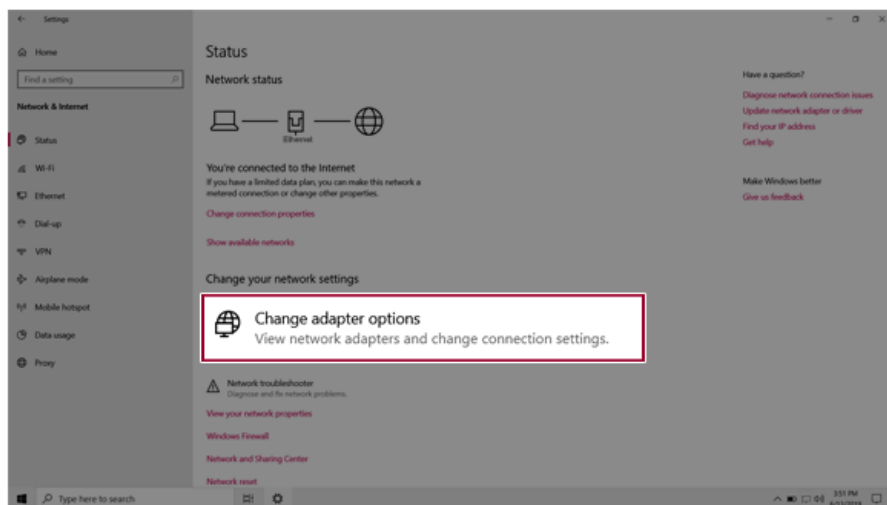 Settings
Home
Find a setting
Network & Internet
Status
Wi-Fi
Ethernet
Dial-up
VPN
Airplane mode
Mobile hotspot
Data usage
Proxy
Status
Network status
Ethernet
You're connected to the Internet
If you have a limited data plan, you can make this network a
metered connection or change other properties.
Change connection properties
Show available networks
Change your network settings
Change adapter options
View network adapters and change connection settings.
Network troubleshooter
Diagnose and fix network problems.
View your network properties
Windows Firewall
Network and Sharing Center
Network reset
Have a question?
Diagnose network connection issues
Update network adapter or driver
Find your IP address
Get help
Make Windows better
Give us feedback
Type here to search
3:51 PM